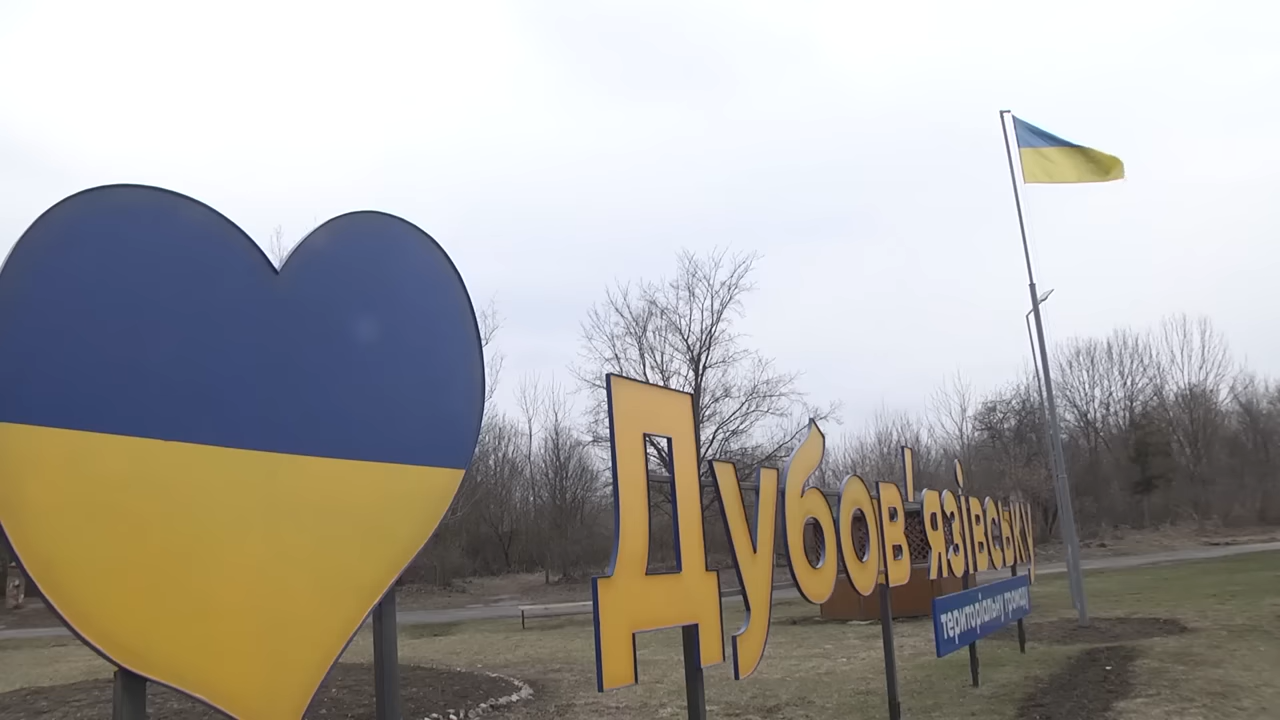 Дубов'язівську
територіальну громаду